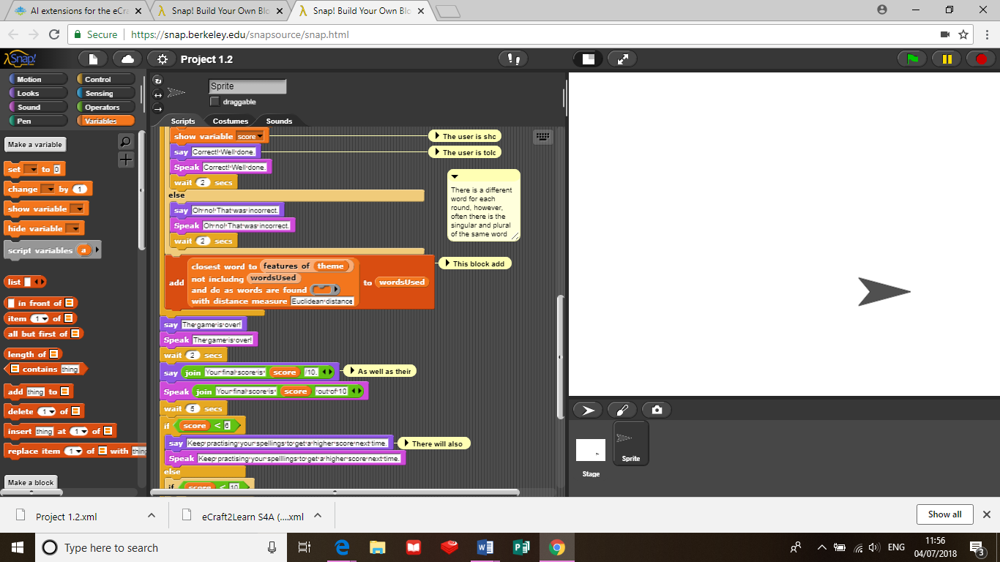 AI extensions for the eCra
Snap! Build Your Own Blo
Snap! Build Your Own Blo
Secure
https://snap.berkeley.edu/snapsource/snap.html
Snap!
Project 1.2
Motion
Control
Looks
Sensing
Sound
Operators
Pen
Variables
Make a variable
set to 0
change by 1
show variable
hide variable
script variables a
list
in front of
item 1 of
all but first of
length of
contains thing
add thing to
delete 1 of
insert thing at 1 of
replace item 1 of with thing
Make a block
Sprite
draggable
Scripts
Costumes
Sounds
show variable score
The user is sho
say Correct! Well done.
The user is told
Speak Correct! Well done.
wait 2 secs
else
say Oh no! That was incorrect.
Speak Oh no! That was incorrect.
wait 2 secs
There is a different
word for each
round, however,
often there is the
singular and plural
of the same word
This block add
closest word to features of theme
not includng wordsUsed
add and do as words are found to wordsUsed
with distance measure Euclidean distance
say The game is over!
Speak The game is over!
wait 2 secs
say join Your final score is score /10.
As well as their
Speak join Your final score is score out of 10
wait 5 secs
if score < 6
say Keep practising your spellings to get a higher score next time.
There will also
Speak Keep practising your spelllings to get a higher score next time.
else
if score < 10
Stage
Sprite
Project 1.2.xml
eCraft2Learn S4A (....xml
Show all
Type here to search
ENG
11:56
04/07/2018
3